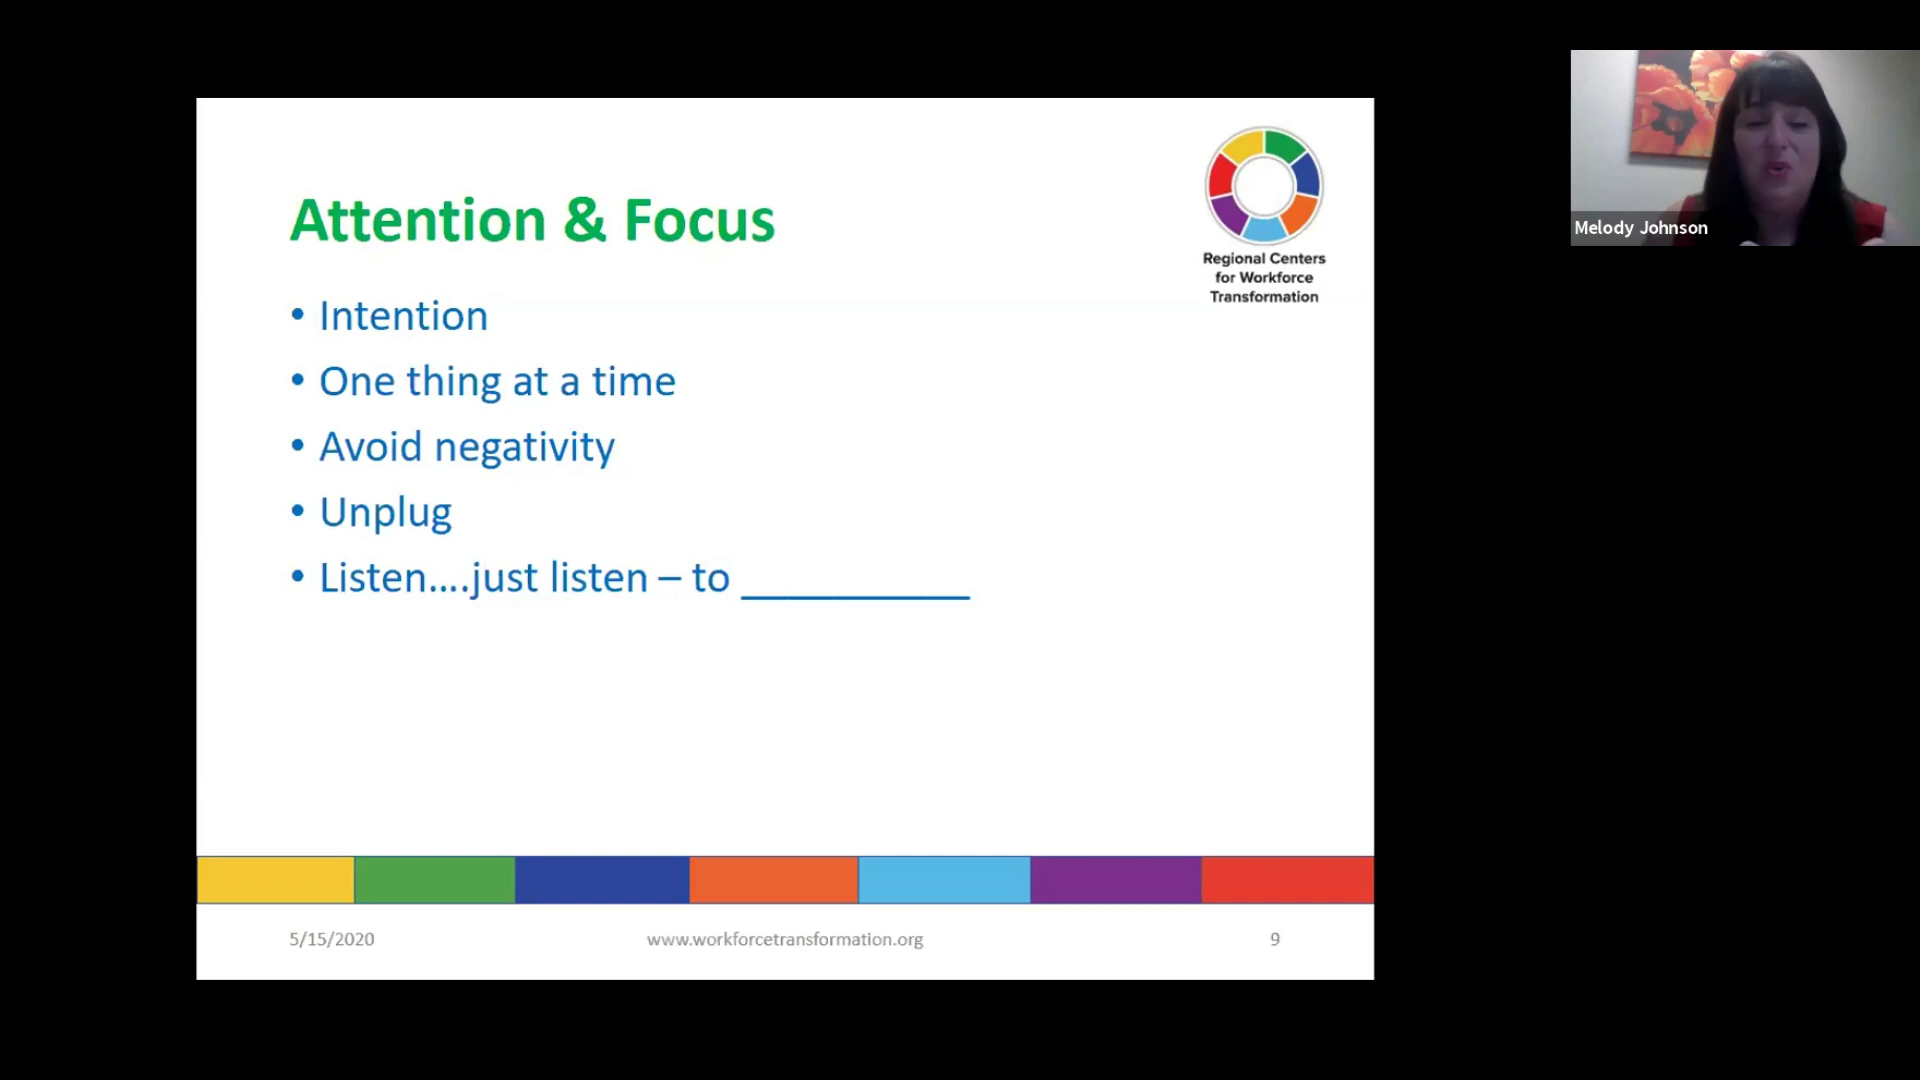 Attention & Focus
Regional Centers
for Workforce
Transformation
• Intention
• One thing at a time
• Avoid negativity
• Unplug
• Listen....just listen – to __________
5/15/2020
www.workforcetransformation.org
9
Melody Johnson